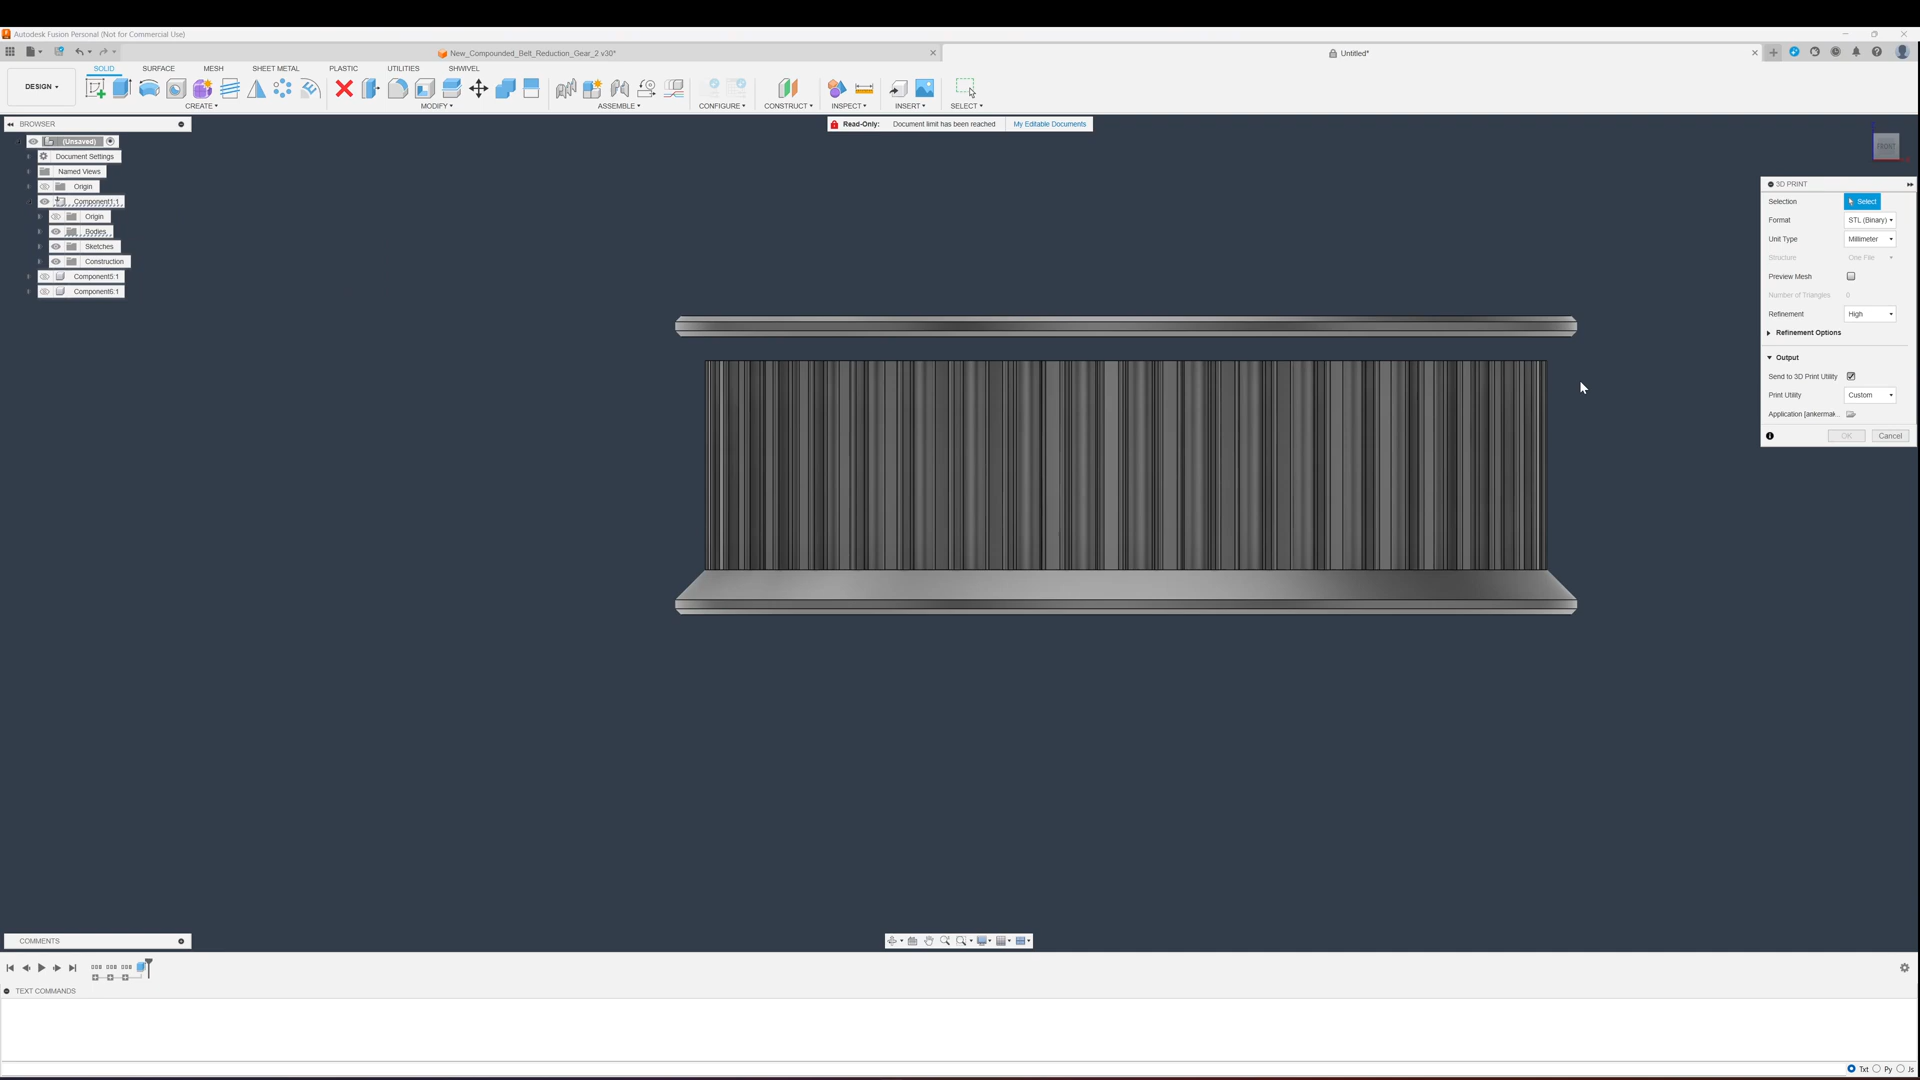 Autodesk Fusion Personal (Not for Commercial Use)
New_Compounded_Belt_Reduction_Gear_2 v30*
Untitled*
SOLID SURFACE MESH SHEET METAL PLASTIC UTILITIES SHWIVEL
DESIGN
CREATE MODIFY ASSEMBLE CONFIGURE CONSTRUCT INSPECT INSERT SELECT
BROWSER
Read-Only: Document limit has been reached My Editable Documents
(Unsaved)
Document Settings
Named Views
Origin
Component1:1
Origin
Bodies
Sketches
Construction
Component5:1
Component6:1
FRONT
3D PRINT
Selection Select
Format STL (Binary)
Unit Type Millimeter
Structure One File
Preview Mesh
Number of Triangles 0
Refinement High
Refinement Options
Output
Send to 3D Print Utility
Print Utility Custom
Application [ankermak...
OK Cancel
COMMENTS
TEXT COMMANDS
Txt Py Js